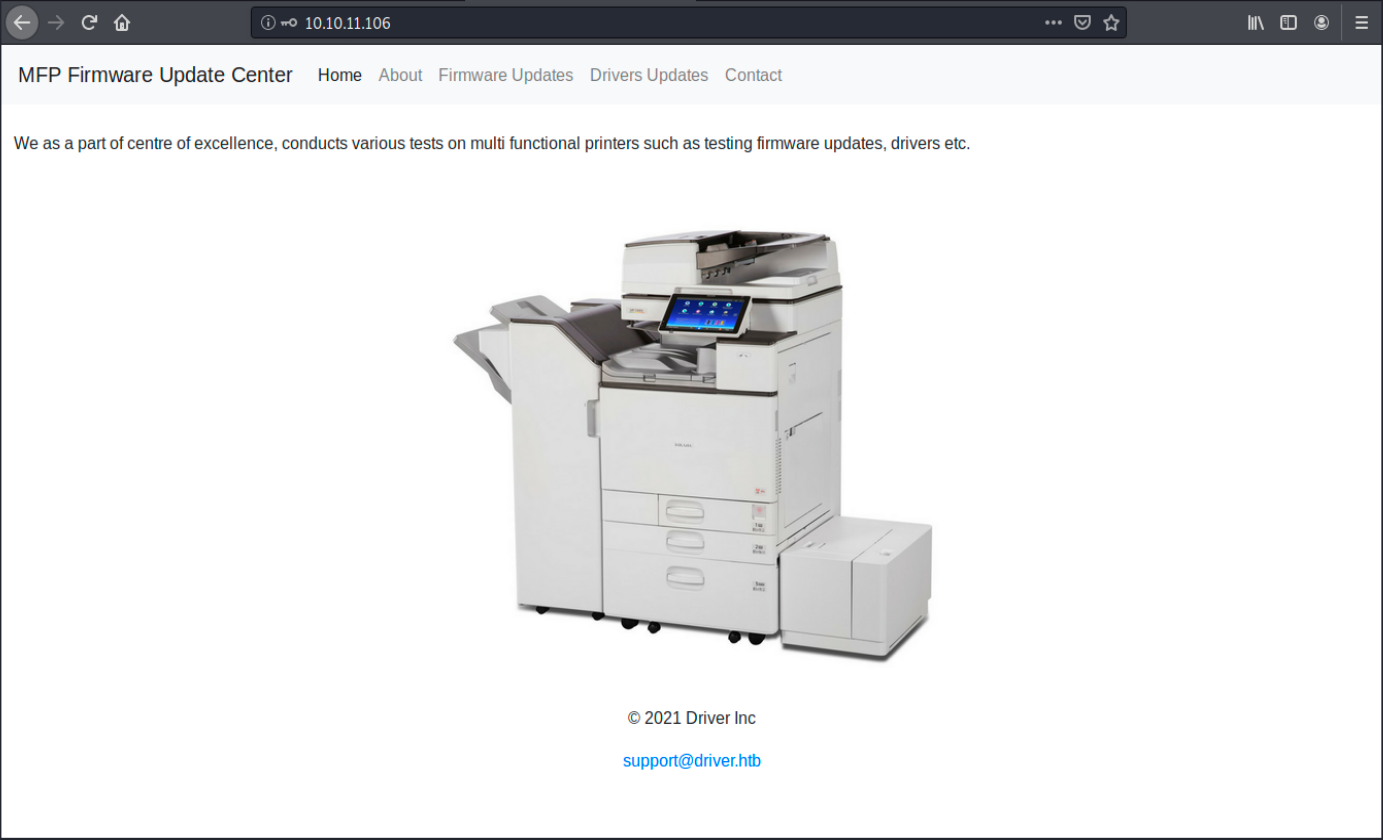 10.10.11.106
MFP Firmware Update Center Home About Firmware Updates Drivers Updates Contact
We as a part of centre of excellence, conducts various tests on multi functional printers such as testing firmware updates, drivers etc.
© 2021 Driver Inc
support@driver.htb